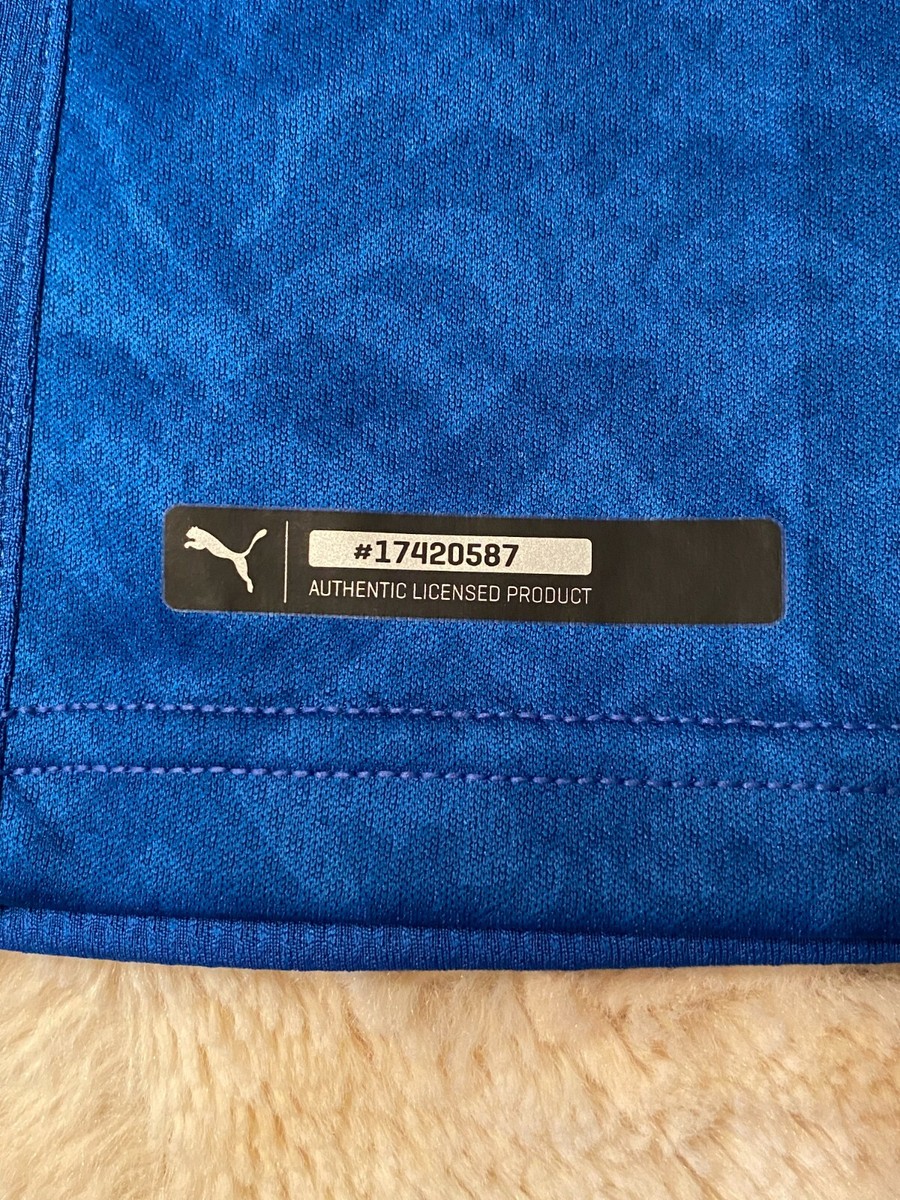 #17420587
AUTHENTIC LICENSED PRODUCT